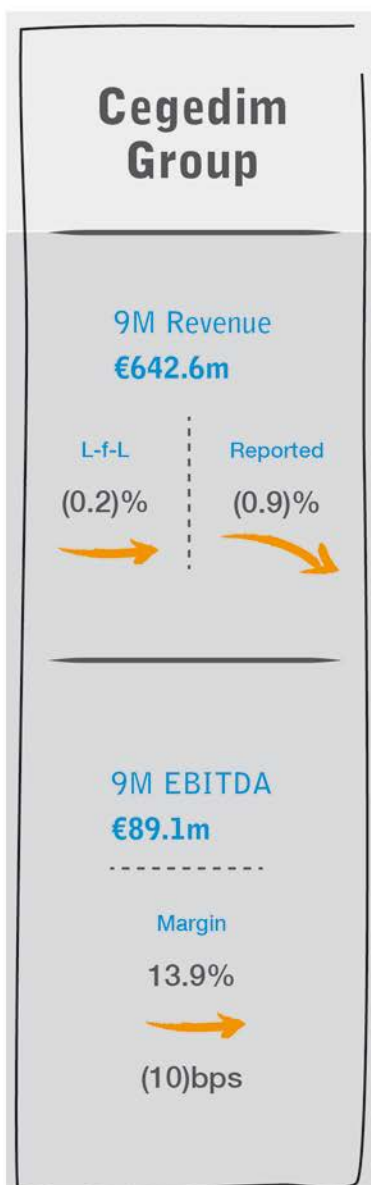 Cegedim
Group
9M Revenue
€642.6m
L-f-L
(0.2)%
Reported
(0.9)%
9M EBITDA
€89.1m
Margin
13.9%
(10)bps